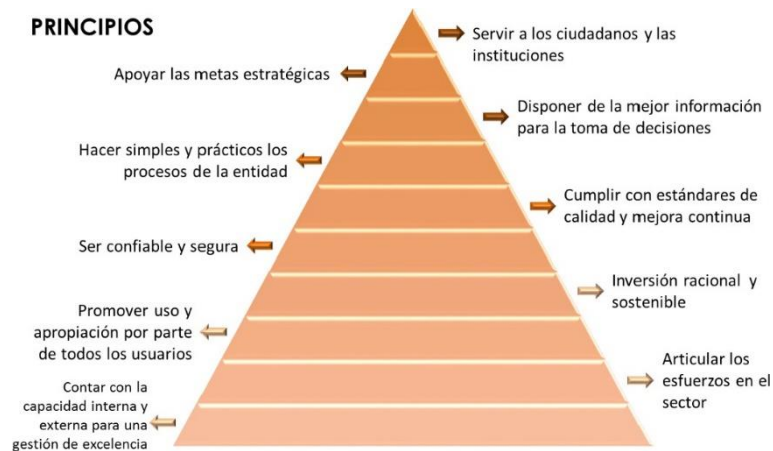 PRINCIPIOS
Servir a los ciudadanos y las
instituciones
Apoyar las metas estratégicas
Disponer de la mejor información
para la toma de decisiones
Hacer simples y prácticos los
procesos de la entidad
Cumplir con estándares de
calidad y mejora continua
Ser confiable y segura
Inversión racional y
sostenible
Promover uso y
apropiación por parte
de todos los usuarios
Articular los
esfuerzos en el
sector
Contar con la
capacidad interna y
externa para una
gestión de excelencia